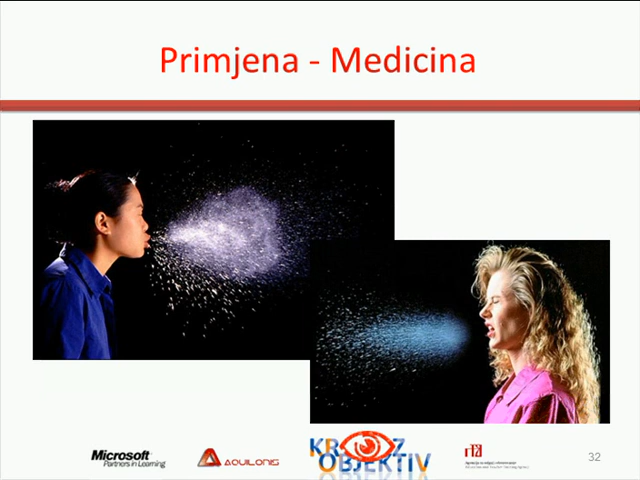 Primjena - Medicina
Microsoft
Partners in Learning
AQUILONIS
KROZ
OBJEKTIV
32